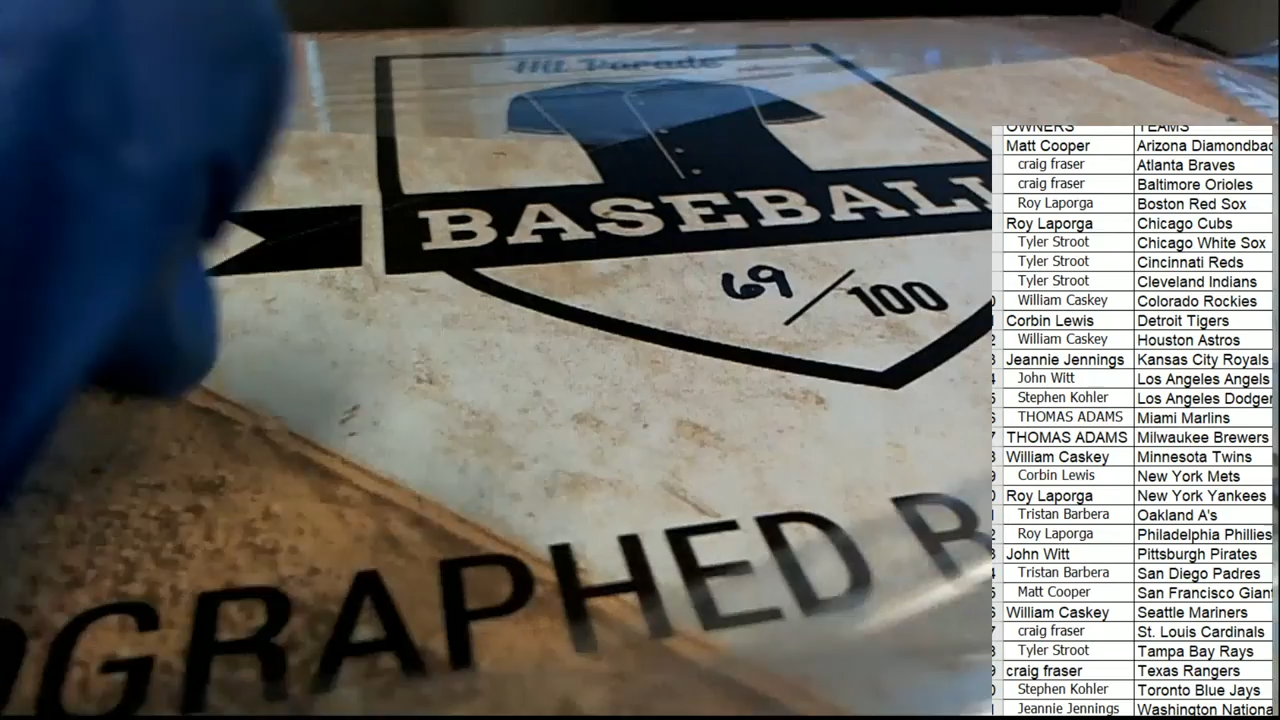 Hit Parade
BASEBALL
69/100
OGRAPHED
OWNERS TEAMS
Matt Cooper Arizona Diamondbac
craig fraser Atlanta Braves
craig fraser Baltimore Orioles
Roy Laporga Boston Red Sox
Roy Laporga Chicago Cubs
Tyler Stroot Chicago White Sox
Tyler Stroot Cincinnati Reds
Tyler Stroot Cleveland Indians
William Caskey Colorado Rockies
Corbin Lewis Detroit Tigers
William Caskey Houston Astros
Jeannie Jennings Kansas City Royals
John Witt Los Angeles Angels
Stephen Kohler Los Angeles Dodger
THOMAS ADAMS Miami Marlins
THOMAS ADAMS Milwaukee Brewers
William Caskey Minnesota Twins
Corbin Lewis New York Mets
Roy Laporga New York Yankees
Tristan Barbera Oakland A's
Roy Laporga Philadelphia Phillies
John Witt Pittsburgh Pirates
Tristan Barbera San Diego Padres
Matt Cooper San Francisco Giant
William Caskey Seattle Mariners
craig fraser St. Louis Cardinals
Tyler Stroot Tampa Bay Rays
craig fraser Texas Rangers
Stephen Kohler Toronto Blue Jays
Jeannie Jennings Washington Nationa